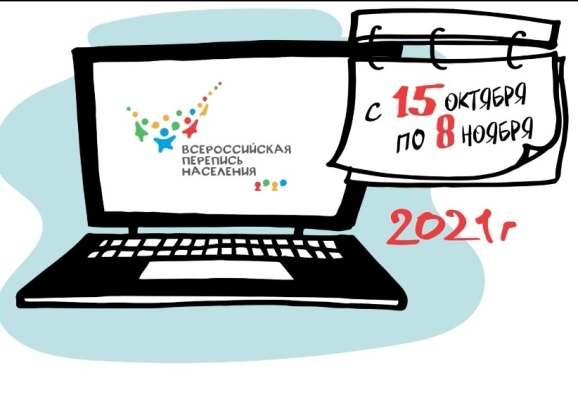 ВСЕРОССИЙСКАЯ
ПЕРЕПИСЬ
НАСЕЛЕНИЯ
2020
С 15 ОКТЯБРЯ
ПО 8 НОЯБРЯ
2021г